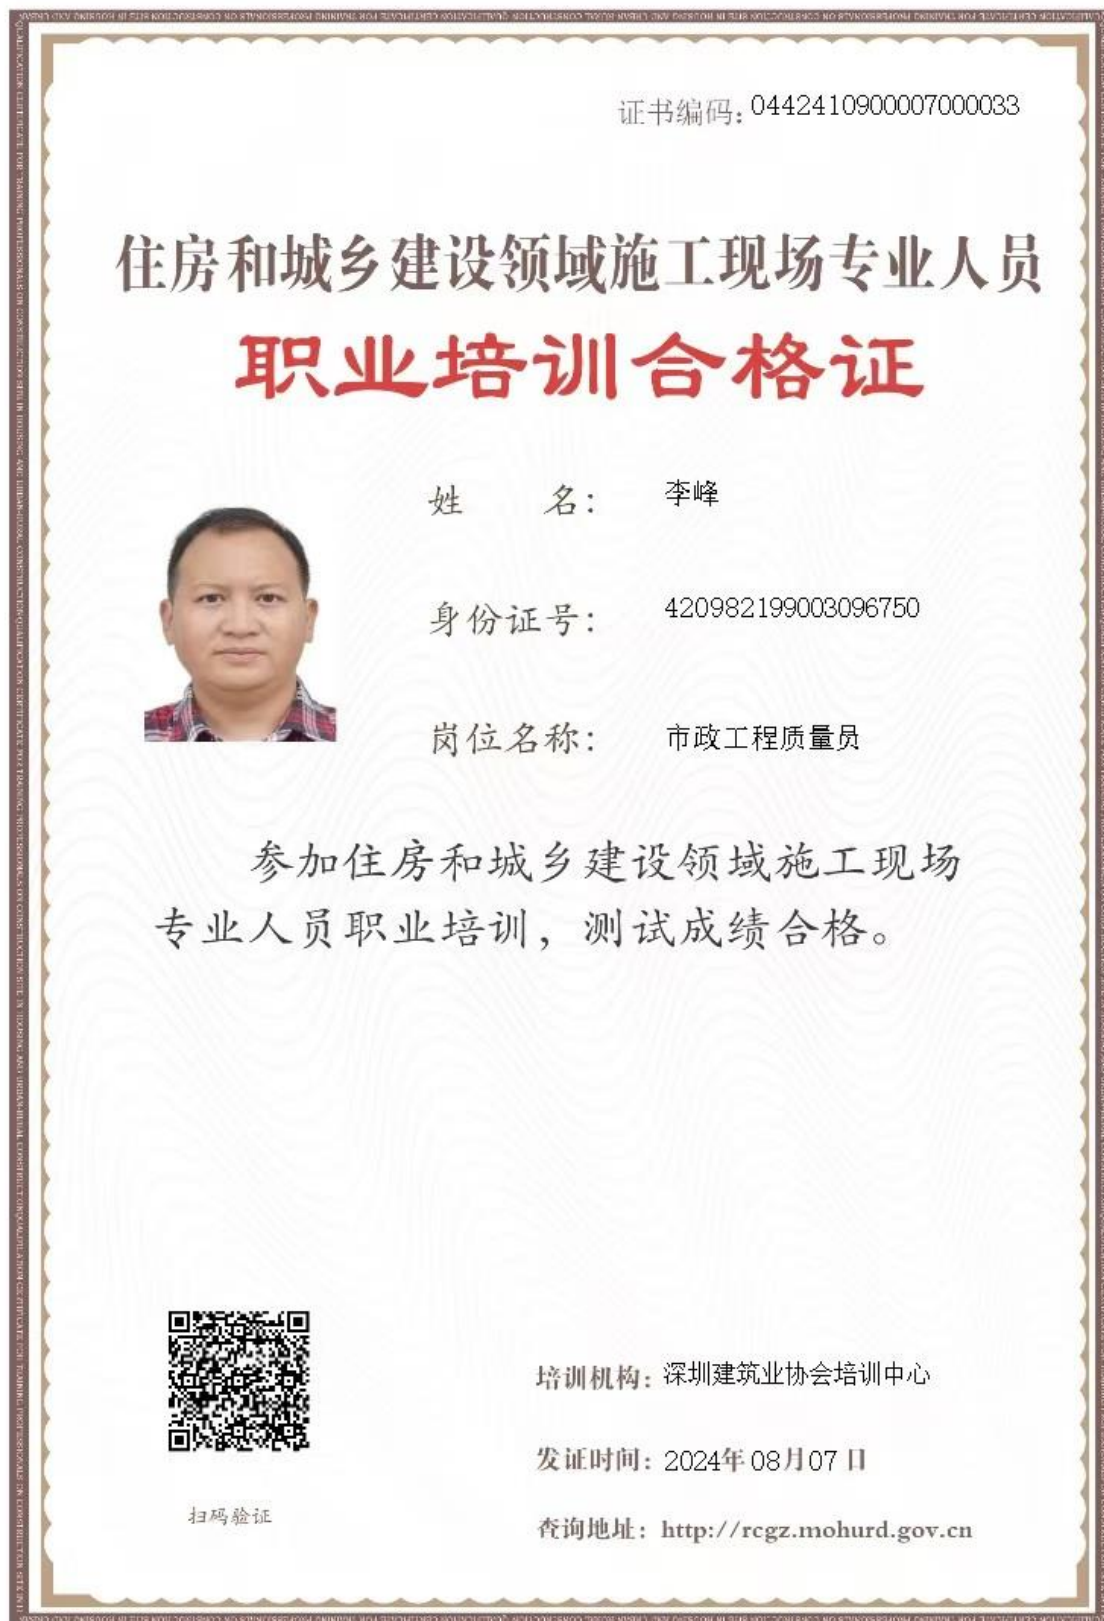 证书编码：0442410900007000033
住房和城乡建设领域施工现场专业人员
职业培训合格证
姓 名： 李峰
身份证号： 420982199003096750
岗位名称： 市政工程质量员
参加住房和城乡建设领域施工现场
专业人员职业培训，测试成绩合格。
培训机构：深圳建筑业协会培训中心
发证时间：2024年08月07日
扫码验证
查询地址：http://rcgz.mohurd.gov.cn